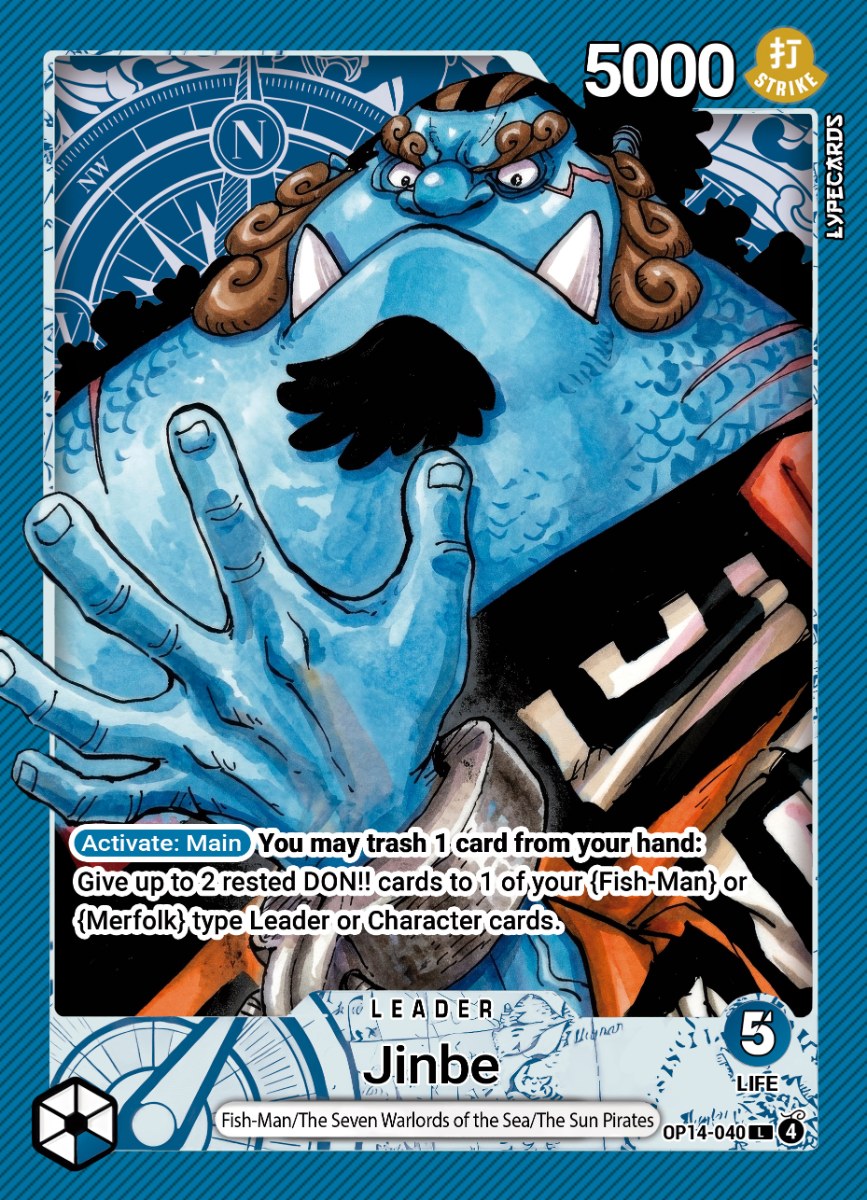 5000
打
STRIKE
LYPECARDS
N
NW
Activate: Main You may trash 1 card from your hand:
Give up to 2 rested DON!! cards to 1 of your {Fish-Man} or
{Merfolk} type Leader or Character cards.
LEADER
Jinbe
5
LIFE
Fish-Man/The Seven Warlords of the Sea/The Sun Pirates
OP14-040 L 4